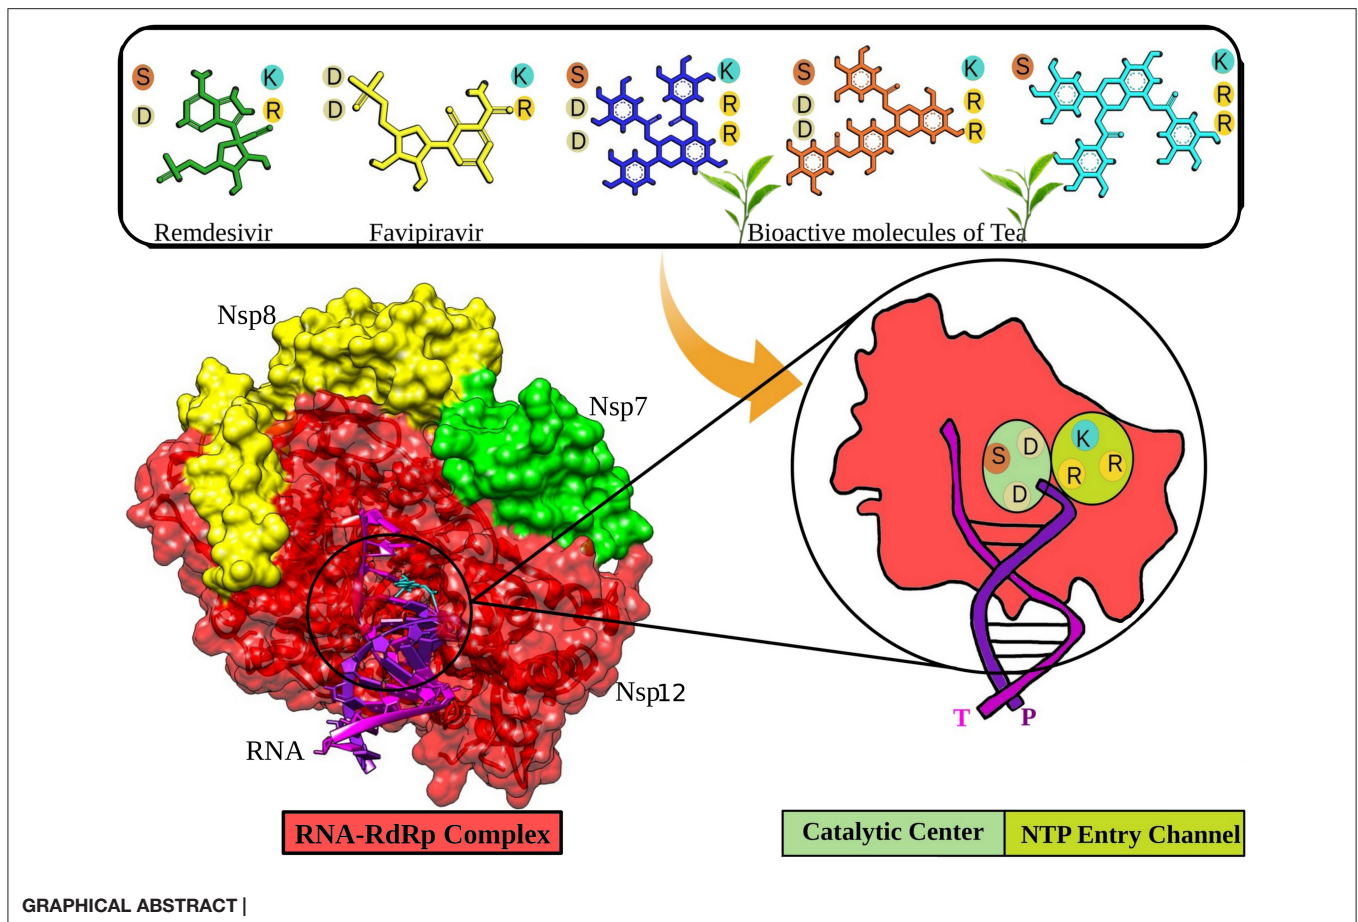 S K D R
D D K R
S D D K R R
S D D K R R
S K R R
Remdesivir
Favipiravir
Bioactive molecules of Tea
Nsp8
Nsp7
Nsp12
RNA
S D D
K R R
T P
RNA-RdRp Complex
Catalytic Center
NTP Entry Channel
GRAPHICAL ABSTRACT |